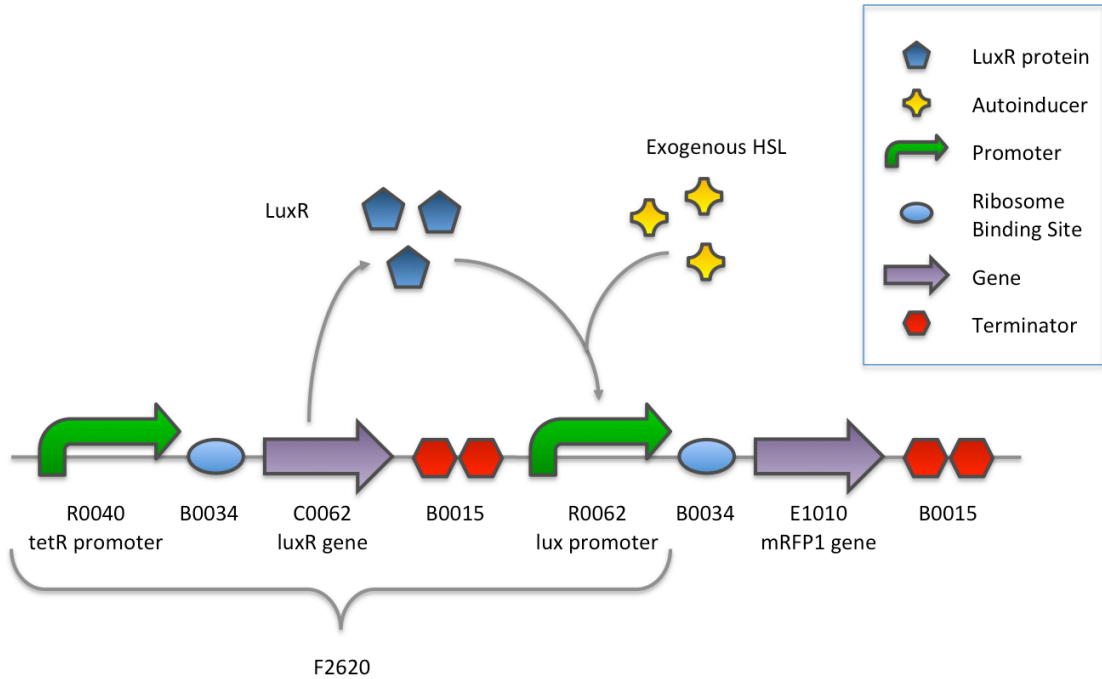 LuxR protein
Autoinducer
Promoter
Ribosome
Binding Site
Gene
Terminator
Exogenous HSL
LuxR
R0040
tetR promoter
B0034
C0062
luxR gene
B0015
R0062
lux promoter
B0034
E1010
mRFP1 gene
B0015
F2620